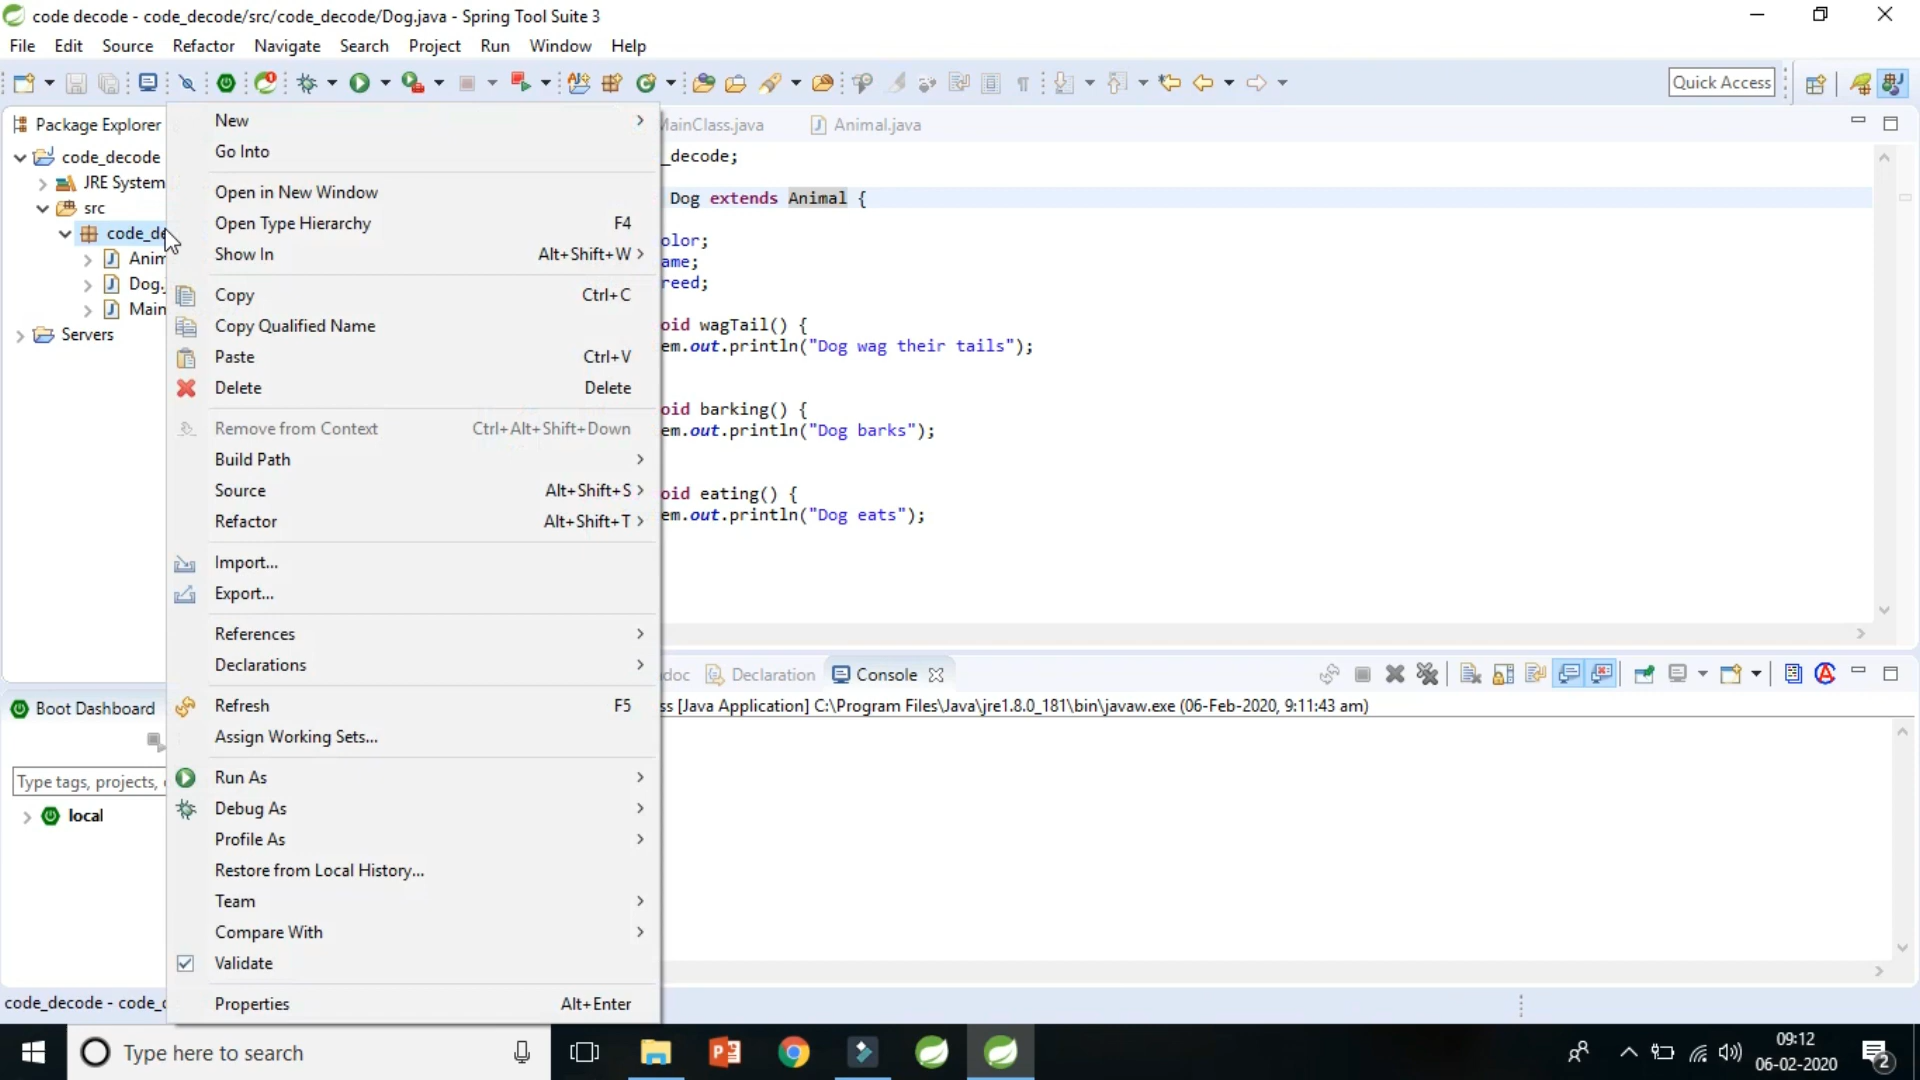 code decode - code_decode/src/code_decode/Dog.java - Spring Tool Suite 3
File Edit Source Refactor Navigate Search Project Run Window Help
Quick Access
Package Explorer
code_decode
JRE System
src
code_de
Anim
Dog.
Main
Servers
New
Go Into
Open in New Window
Open Type Hierarchy F4
Show In Alt+Shift+W
Copy Ctrl+C
Copy Qualified Name
Paste Ctrl+V
Delete Delete
Remove from Context Ctrl+Alt+Shift+Down
Build Path
Source Alt+Shift+S
Refactor Alt+Shift+T
Import...
Export...
References
Declarations
Refresh F5
Assign Working Sets...
Run As
Debug As
Profile As
Restore from Local History...
Team
Compare With
Validate
Properties Alt+Enter
MainClass.java Animal.java
_decode;
Dog extends Animal {
olor;
ame;
reed;
oid wagTail() {
em.out.println("Dog wag their tails");
oid barking() {
em.out.println("Dog barks");
oid eating() {
em.out.println("Dog eats");
doc Declaration Console
ss [Java Application] C:\Program Files\Java\jre1.8.0_181\bin\javaw.exe (06-Feb-2020, 9:11:43 am)
Boot Dashboard
Type tags, projects,
local
code_decode - code_
Type here to search
09:12
06-02-2020
2